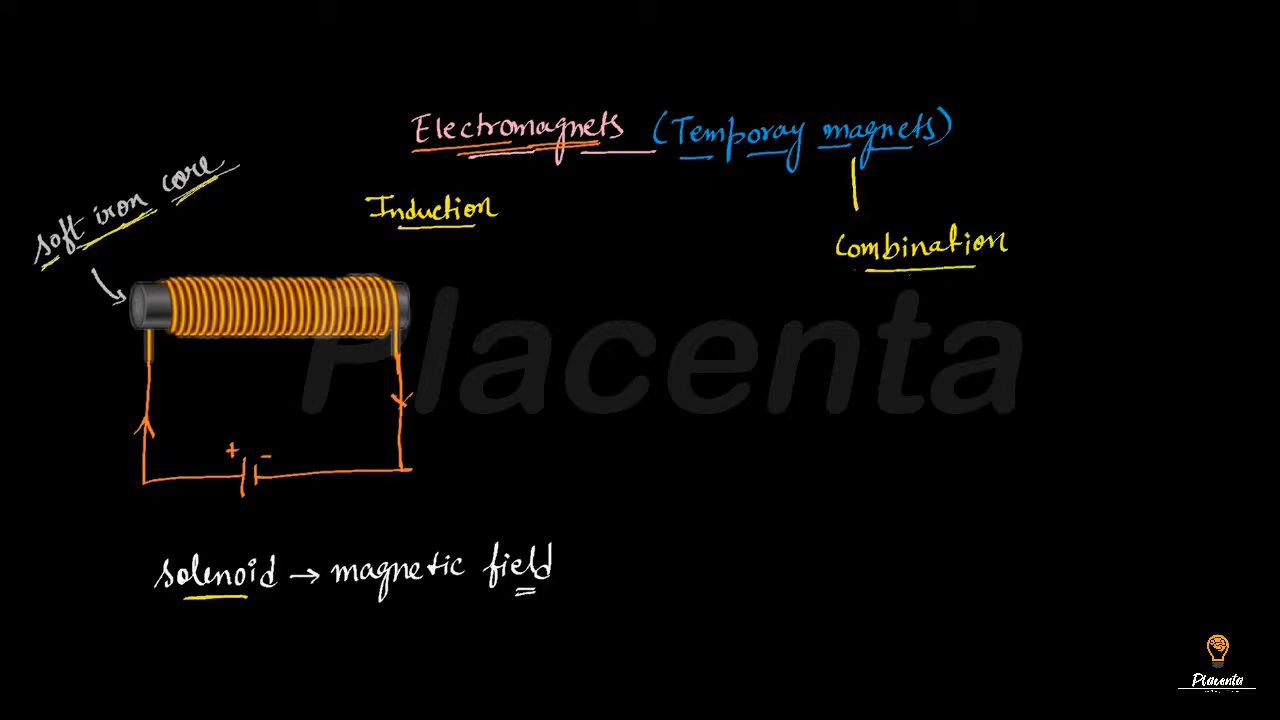 Electromagnets (Temporay magnets)
soft iron core
Induction
Combination
Placenta
+ -
solenoid → magnetic field
Placenta